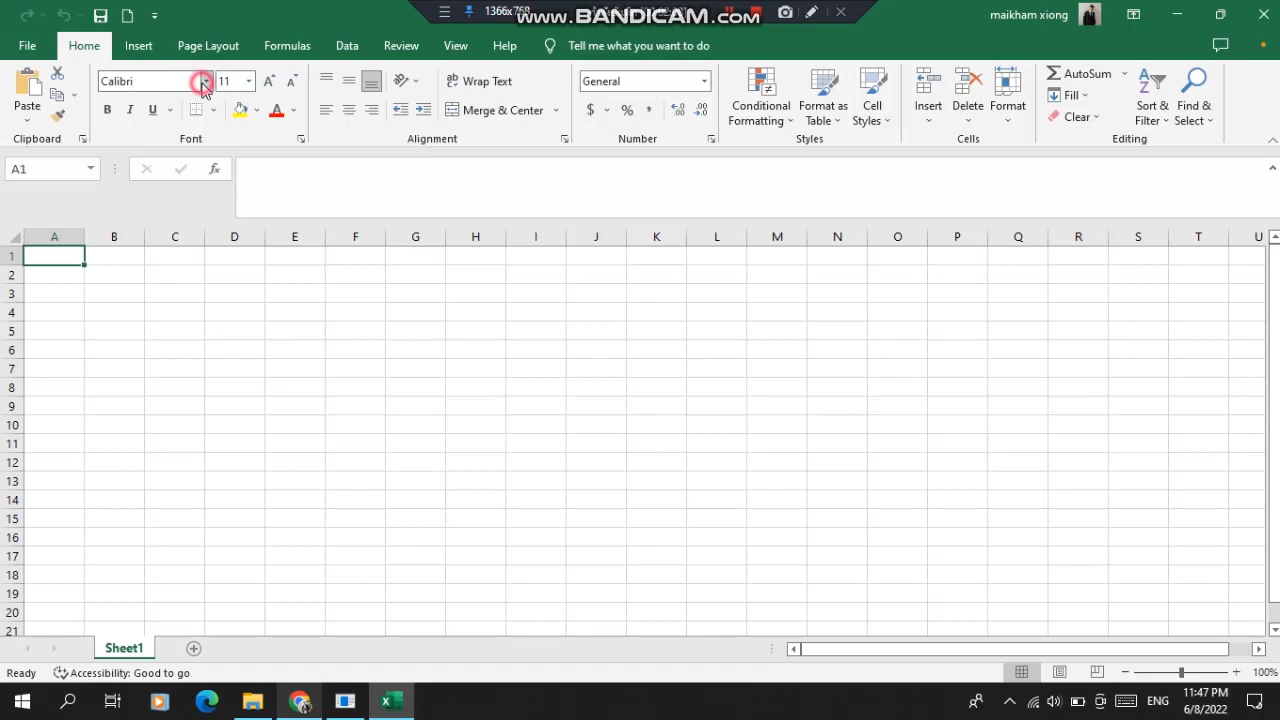 1366x768
www.BANDICAM.com
maikham xiong
File Home Insert Page Layout Formulas Data Review View Help Tell me what you want to do
Calibri 11 Wrap Text General AutoSum
Paste Conditional Formatting Format as Table Cell Styles Insert Delete Format Fill Sort & Filter Find & Select
B I U Merge & Center $ % Clear
Clipboard Font Alignment Number Styles Cells Editing
A1 fx
A B C D E F G H I J K L M N O P Q R S T U
1
2
3
4
5
6
7
8
9
10
11
12
13
14
15
16
17
18
19
20
21
Sheet1
Ready Accessibility: Good to go 100%
ENG 11:47 PM
6/8/2022